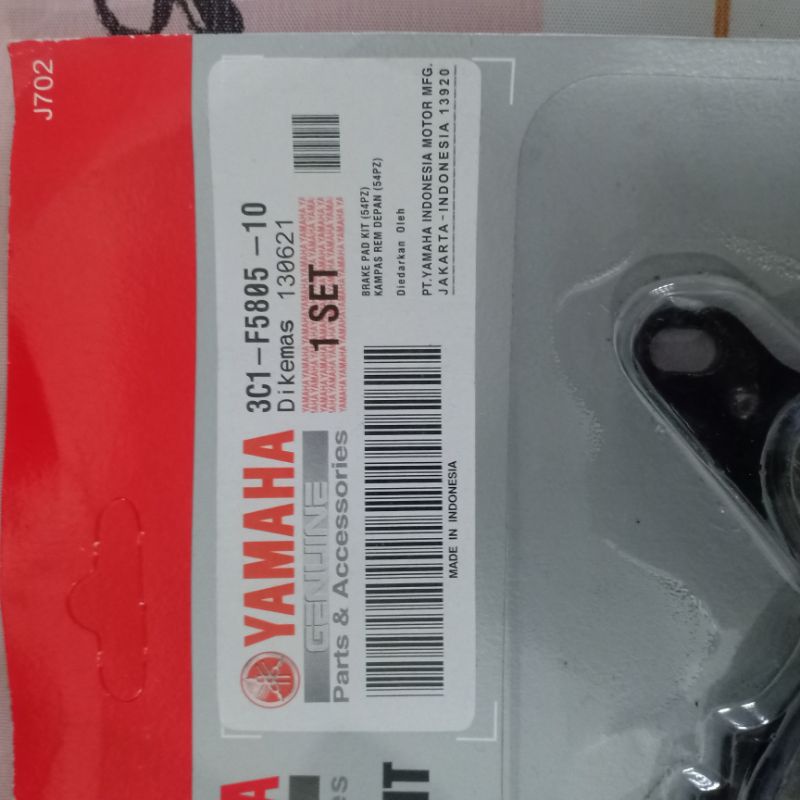 J702
3C1-F5805-10
Dikemas 130621
1 SET
YAMAHA
GENUINE
Parts & Accessories
BRAKE PAD KIT (54PZ)
KAMPAS REM DEPAN (54PZ)
Diedarkan Oleh
PT.YAMAHA INDONESIA MOTOR MFG.
JAKARTA-INDONESIA 13920
MADE IN INDONESIA